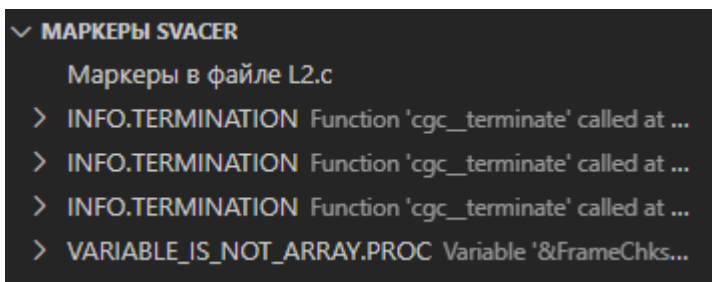 МАРКЕРЫ SVACER
Маркеры в файле L2.c
INFO.TERMINATION Function 'cgc__terminate' called at ...
INFO.TERMINATION Function 'cgc__terminate' called at ...
INFO.TERMINATION Function 'cgc__terminate' called at ...
VARIABLE_IS_NOT_ARRAY.PROC Variable '&FrameChks...